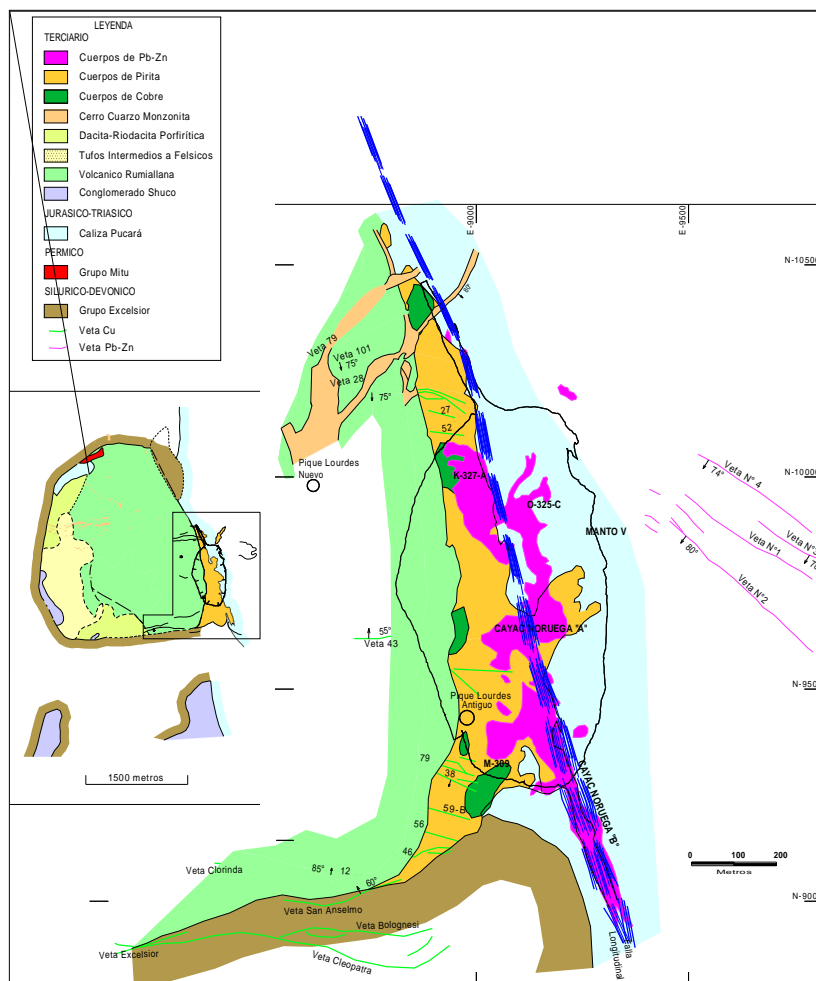 LEYENDA
TERCIARIO
Cuerpos de Pb-Zn
Cuerpos de Pirita
Cuerpos de Cobre
Cerro Cuarzo Monzonita
Dacita-Riodacita Porfirítica
Tufos Intermedios a Felsicos
Volcanico Rumiallana
Conglomerado Shuco
JURASICO-TRIASICO
Caliza Pucará
PERMICO
Grupo Mitu
SILURICO-DEVONICO
Grupo Excelsior
Veta Cu
Veta Pb-Zn
1500 metros
E-9000
E-9500
N-10500
N-10000
N-9500
N-900
80°
Veta 79
Veta 101
75°
Veta 28
75°
27
52
Pique Lourdes
Nuevo
K-327-A
O-325-C
MANTO V
Veta N° 4
74°
Veta N°1
Veta N°3
70
60°
Veta N°2
55°
Veta 43
CAYAC NORUEGA "A"
Pique Lourdes
Antiguo
79
38
M-309
59-B
56
46
CAYAC NORUEGA "B"
0 100 200
Metros
Veta Clorinda
85°
12
60°
Veta San Anselmo
Veta Bolognesi
Veta Excelsior
Veta Cleopatra
Falla
Longitudinal